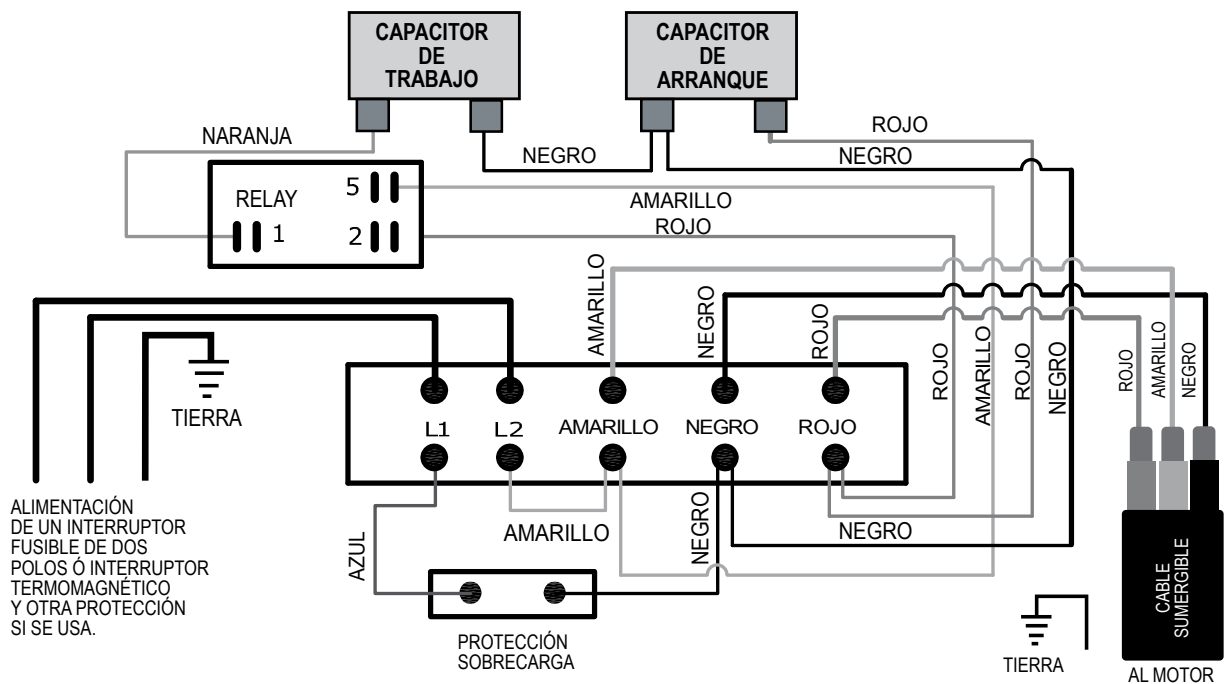 CAPACITOR
DE
TRABAJO
CAPACITOR
DE
ARRANQUE
NARANJA
NEGRO
ROJO
NEGRO
RELAY
5
1
2
AMARILLO
ROJO
AMARILLO
NEGRO
ROJO
ROJO
AMARILLO
ROJO
NEGRO
ROJO
AMARILLO
NEGRO
TIERRA
L1
L2
AMARILLO
NEGRO
ROJO
ALIMENTACIÓN
DE UN INTERRUPTOR
FUSIBLE DE DOS
POLOS Ó INTERRUPTOR
TERMOMAGNÉTICO
Y OTRA PROTECCIÓN
SI SE USA.
AZUL
AMARILLO
NEGRO
NEGRO
PROTECCIÓN
SOBRECARGA
TIERRA
CABLE
SUMERGIBLE
AL MOTOR